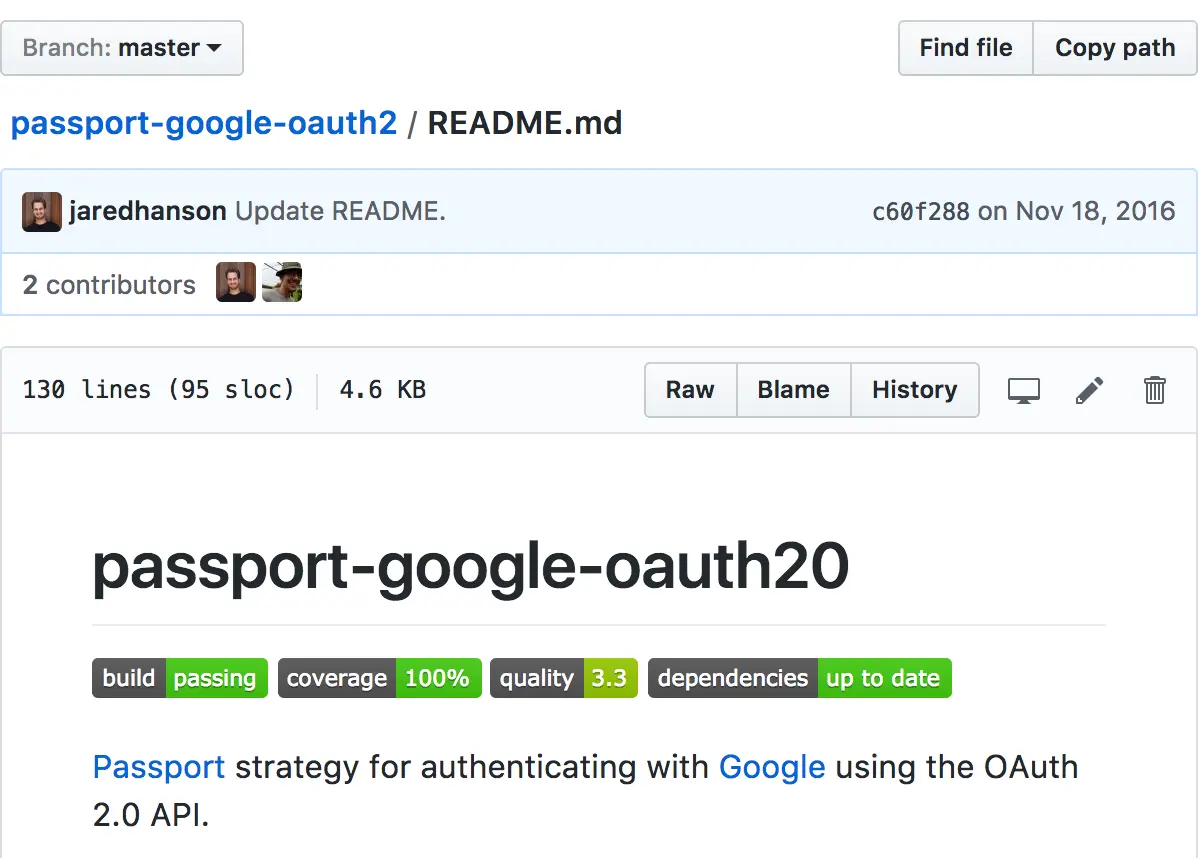 Branch: master
Find file
Copy path
passport-google-oauth2 / README.md
jaredhanson Update README.
c60f288 on Nov 18, 2016
2 contributors
130 lines (95 sloc)
4.6 KB
Raw
Blame
History
passport-google-oauth20
build passing
coverage 100%
quality 3.3
dependencies up to date
Passport strategy for authenticating with Google using the OAuth
2.0 API.